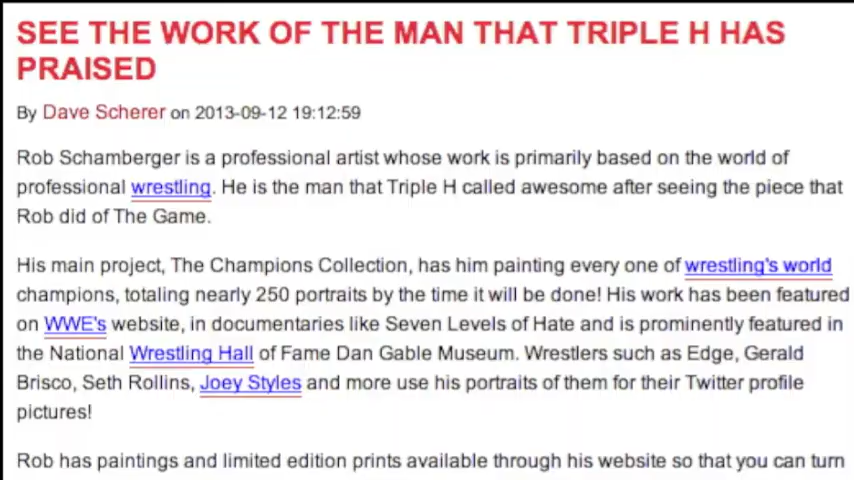 SEE THE WORK OF THE MAN THAT TRIPLE H HAS
PRAISED
By Dave Scherer on 2013-09-12 19:12:59
Rob Schamberger is a professional artist whose work is primarily based on the world of
professional wrestling. He is the man that Triple H called awesome after seeing the piece that
Rob did of The Game.
His main project, The Champions Collection, has him painting every one of wrestling's world
champions, totaling nearly 250 portraits by the time it will be done! His work has been featured
on WWE's website, in documentaries like Seven Levels of Hate and is prominently featured in
the National Wrestling Hall of Fame Dan Gable Museum. Wrestlers such as Edge, Gerald
Brisco, Seth Rollins, Joey Styles and more use his portraits of them for their Twitter profile
pictures!
Rob has paintings and limited edition prints available through his website so that you can turn